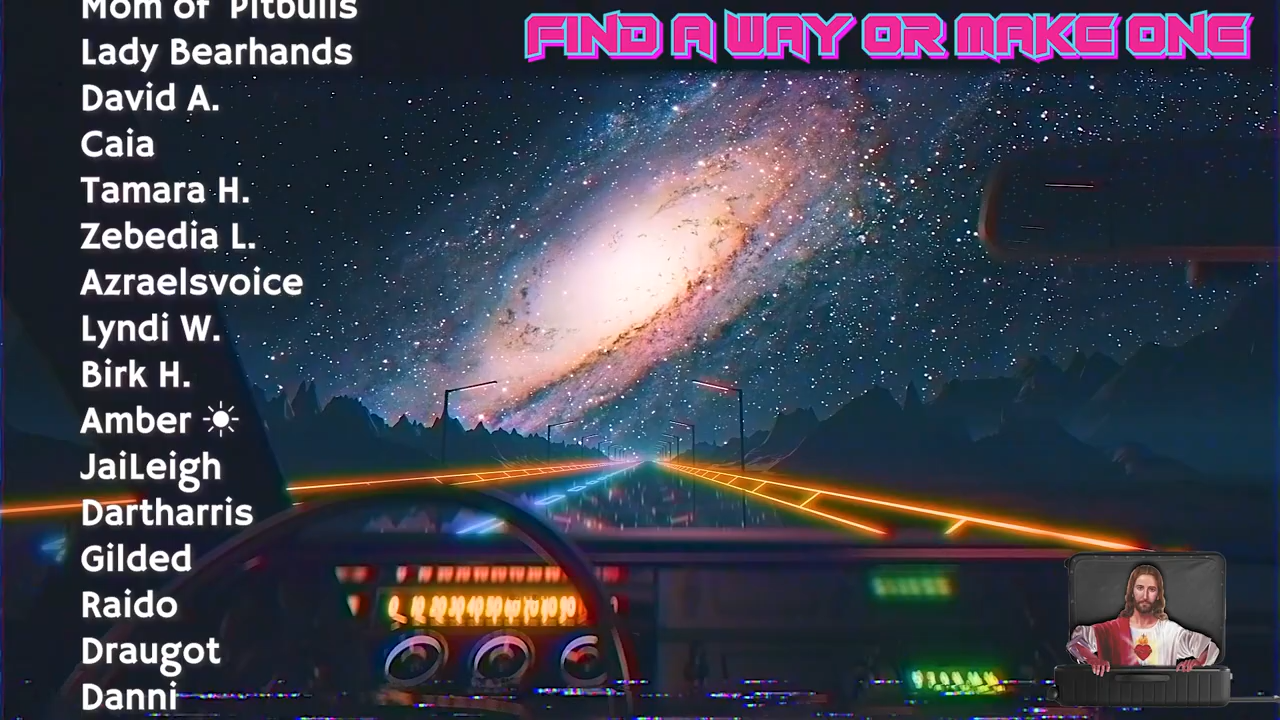 Mom of Pitbulls
FIND A WAY OR MAKE ONE
Lady Bearhands
David A.
Caia
Tamara H.
Zebedia L.
Azraelsvoice
Lyndi W.
Birk H.
Amber ☀
JaiLeigh
Dartharris
Gilded
Raido
Draugot
Danni